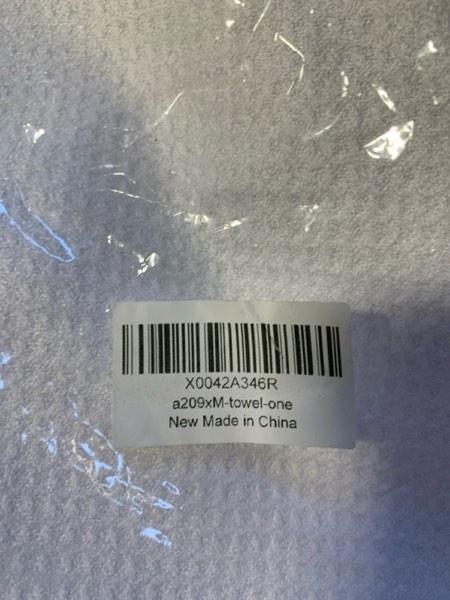 X0042A346R
a209xM-towel-one
New Made in China